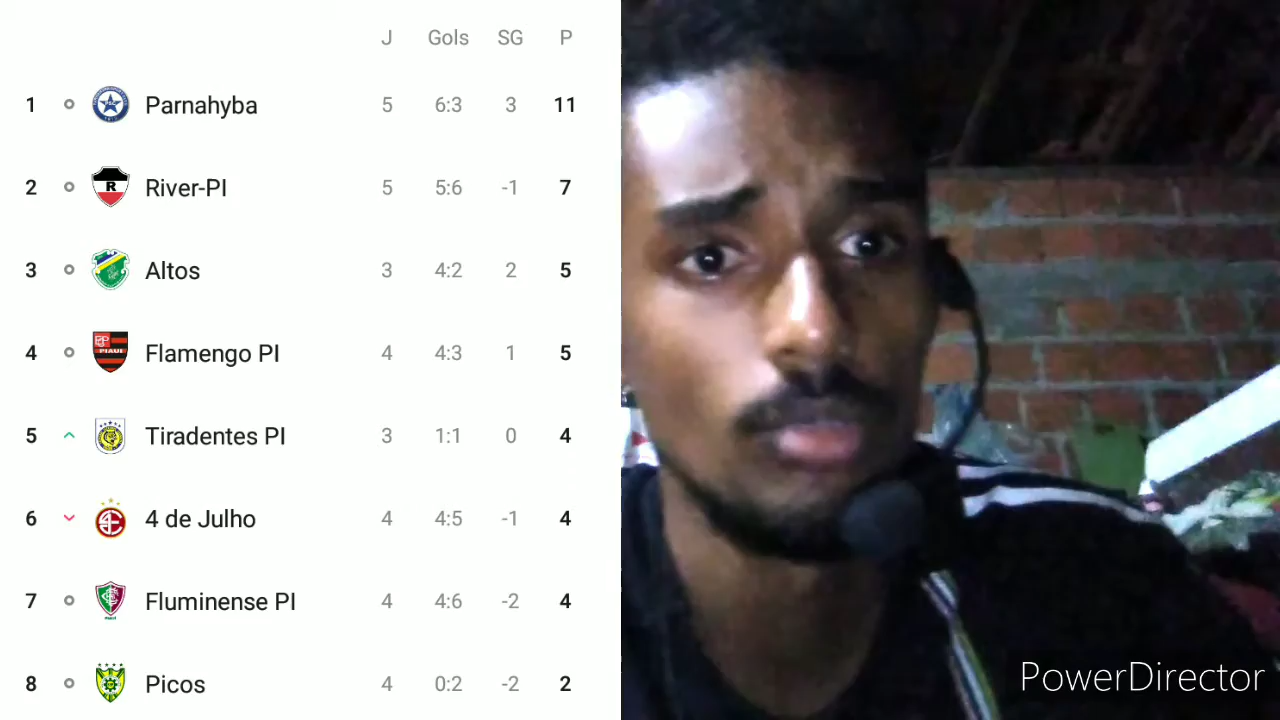 J Gols SG P
1 Parnahyba 5 6:3 3 11
2 R River-PI 5 5:6 -1 7
3 Altos 3 4:2 2 5
4 PIAUÍ Flamengo PI 4 4:3 1 5
5 Tiradentes PI 3 1:1 0 4
6 4 de Julho 4 4:5 -1 4
7 Fluminense PI 4 4:6 -2 4
8 Picos 4 0:2 -2 2
PowerDirector